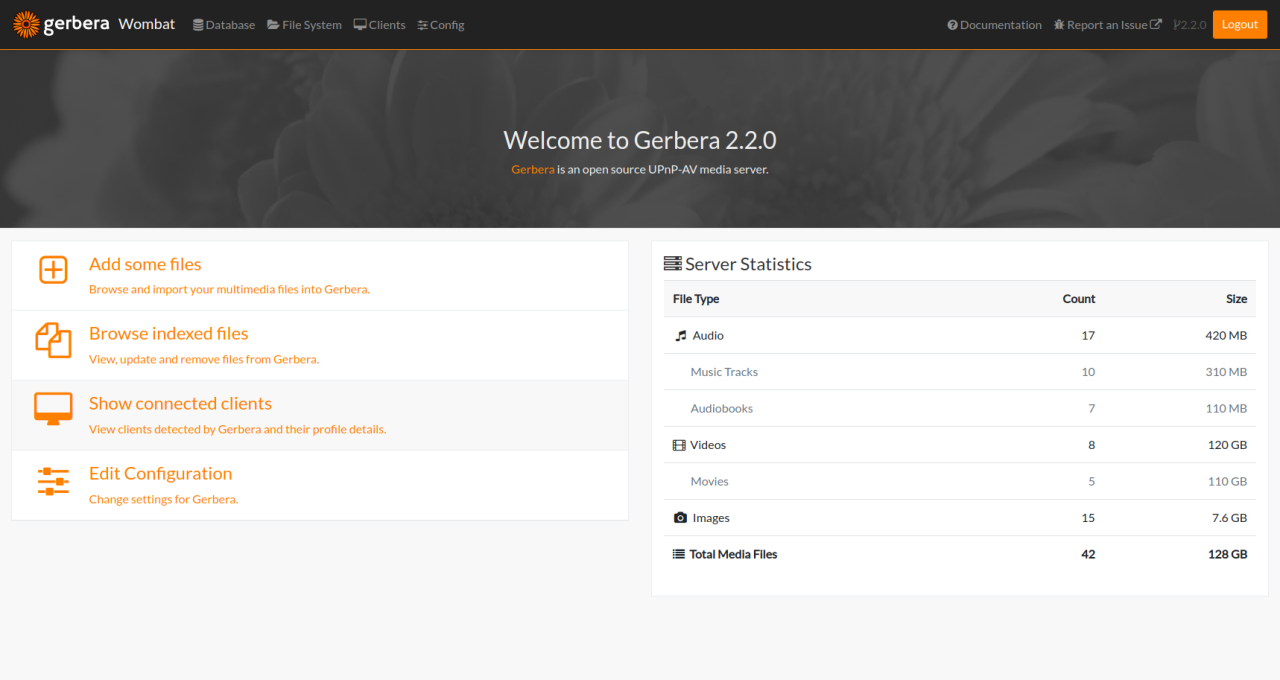 gerbera Wombat Database File System Clients Config Documentation Report an Issue 2.2.0 Logout
Welcome to Gerbera 2.2.0
Gerbera is an open source UPnP-AV media server.
Add some files
Browse and import your multimedia files into Gerbera.
Browse indexed files
View, update and remove files from Gerbera.
Show connected clients
View clients detected by Gerbera and their profile details.
Edit Configuration
Change settings for Gerbera.
Server Statistics
File Type Count Size
Audio 17 420 MB
Music Tracks 10 310 MB
Audiobooks 7 110 MB
Videos 8 120 GB
Movies 5 110 GB
Images 15 7.6 GB
Total Media Files 42 128 GB